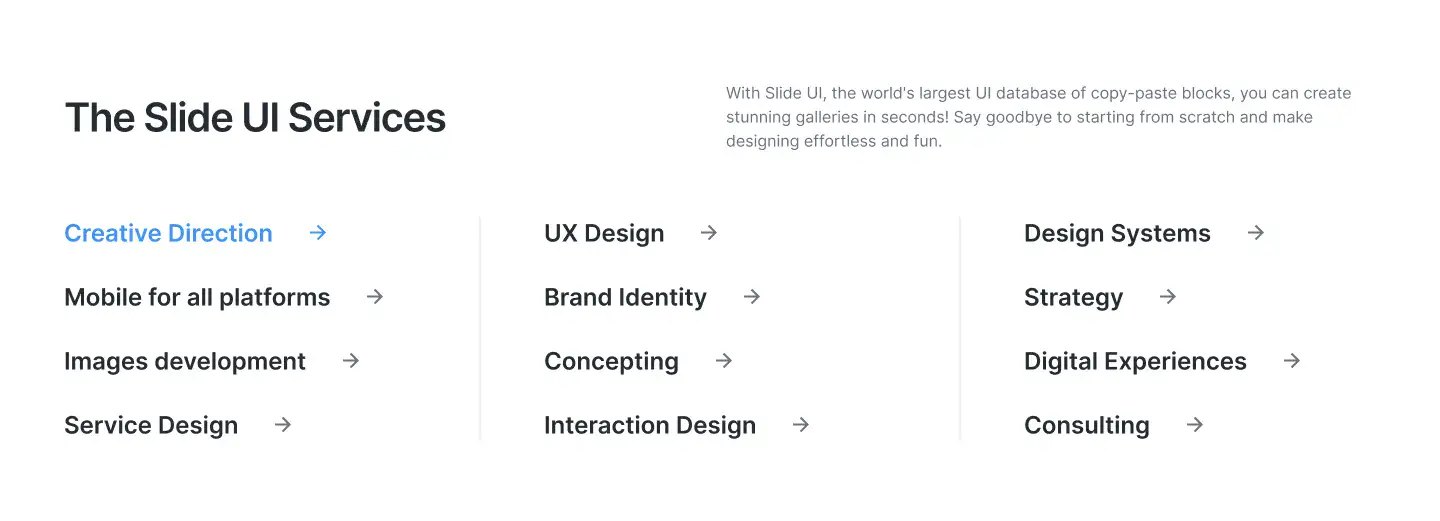 The Slide UI Services
With Slide UI, the world's largest UI database of copy-paste blocks, you can create
stunning galleries in seconds! Say goodbye to starting from scratch and make
designing effortless and fun.
Creative Direction →
Mobile for all platforms →
Images development →
Service Design →
UX Design →
Brand Identity →
Concepting →
Interaction Design →
Design Systems →
Strategy →
Digital Experiences →
Consulting →